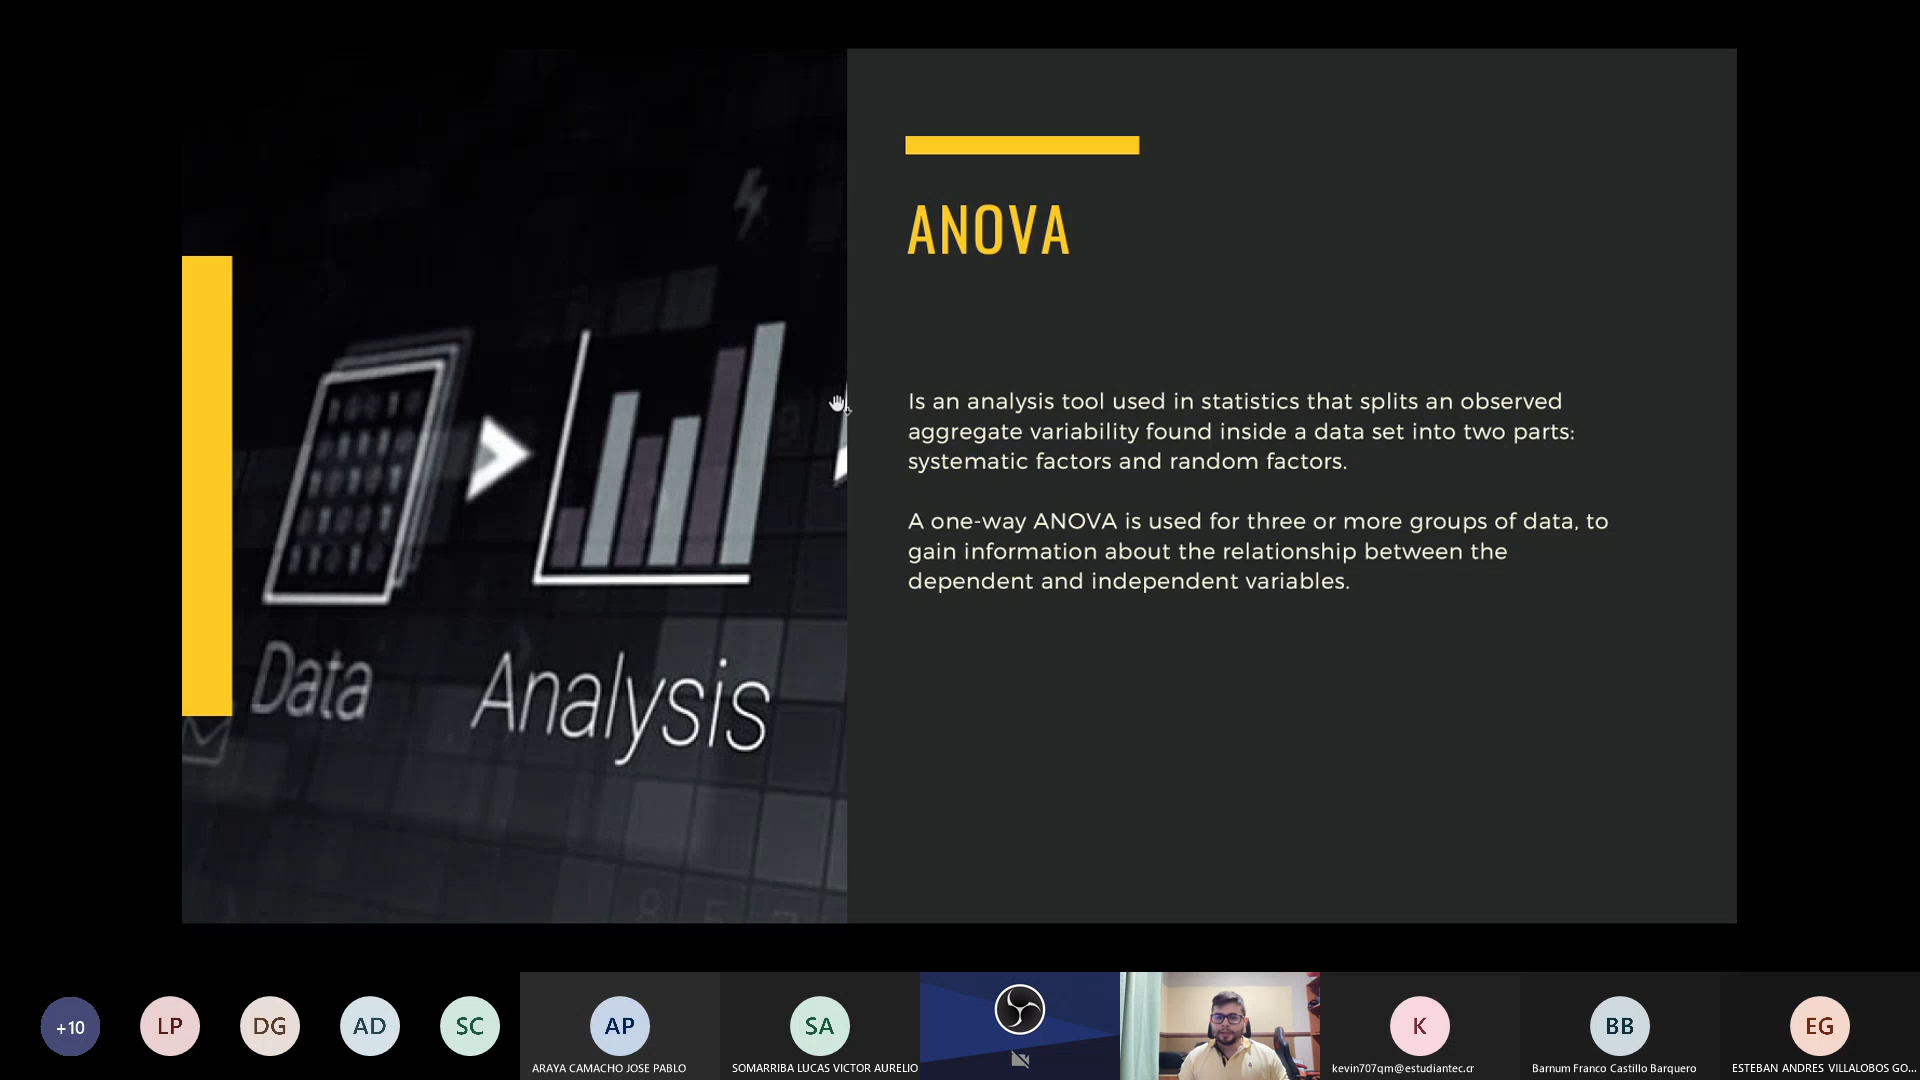 ANOVA
Is an analysis tool used in statistics that splits an observed
aggregate variability found inside a data set into two parts:
systematic factors and random factors.
A one-way ANOVA is used for three or more groups of data, to
gain information about the relationship between the
dependent and independent variables.
Data
Analysis
+10
LP
DG
AD
SC
AP
ARAYA CAMACHO JOSE PABLO
SA
SOMARRIBA LUCAS VICTOR AURELIO
K
kevin707qm@estudiantec.cr
BB
Barnum Franco Castillo Barquero
EG
ESTEBAN ANDRES VILLALOBOS GO...